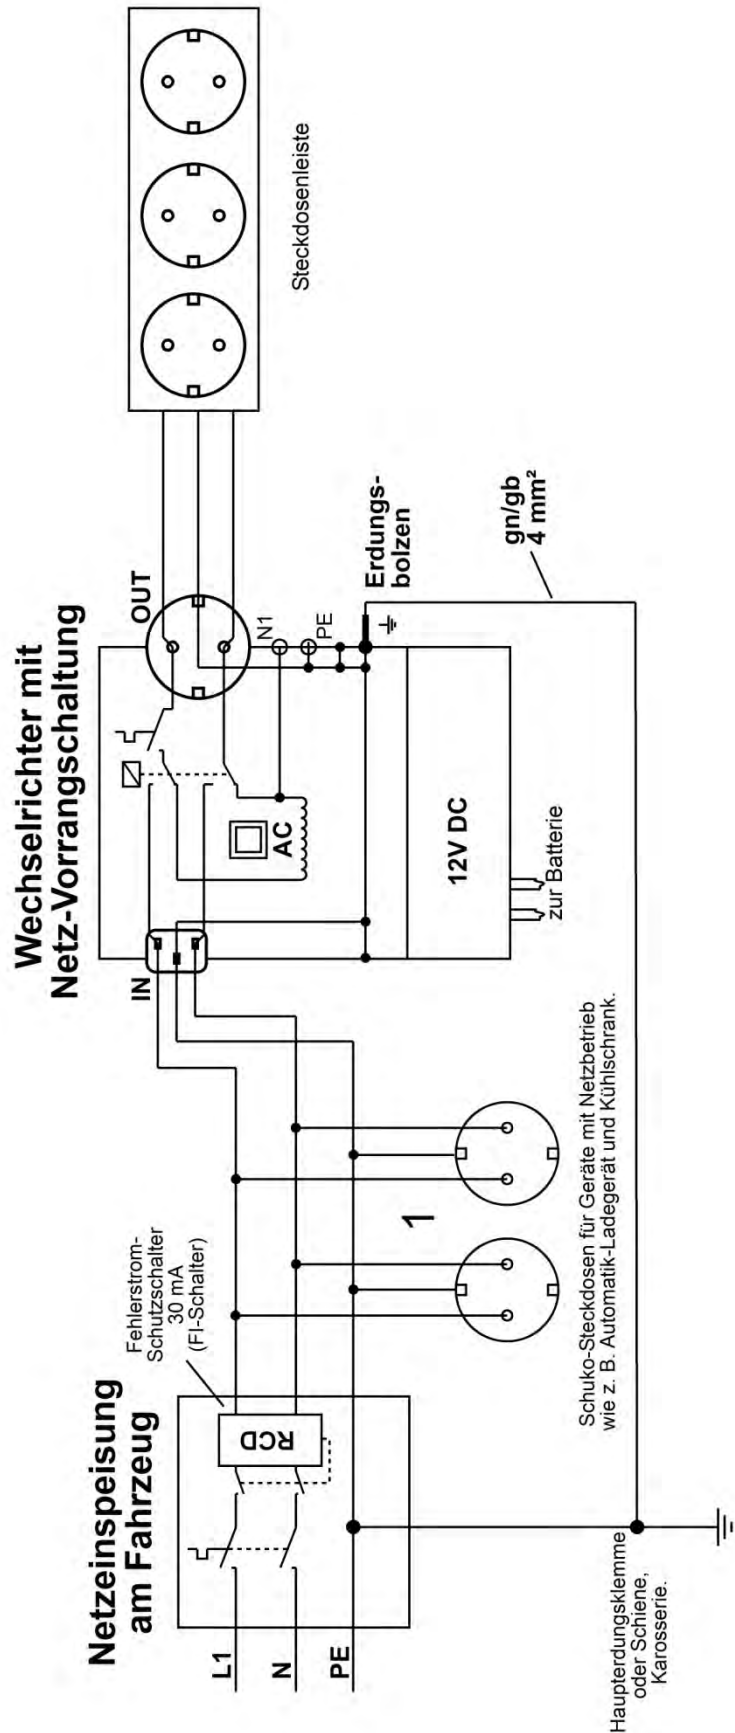 Netzeinspeisung
am Fahrzeug
L1
N
PE
RCD
Fehlerstrom-
Schutzschalter
30 mA
(FI-Schalter)
1
Schuko-Steckdosen für Geräte mit Netzbetrieb
wie z. B. Automatik-Ladegerät und Kühlschrank.
Haupterdungsklemme
oder Schiene,
Karosserie.
Wechselrichter mit
Netz-Vorrangschaltung
IN
OUT
AC
N1
PE
12V DC
zur Batterie
Erdungs-
bolzen
gn/gb
4 mm²
Steckdosenleiste